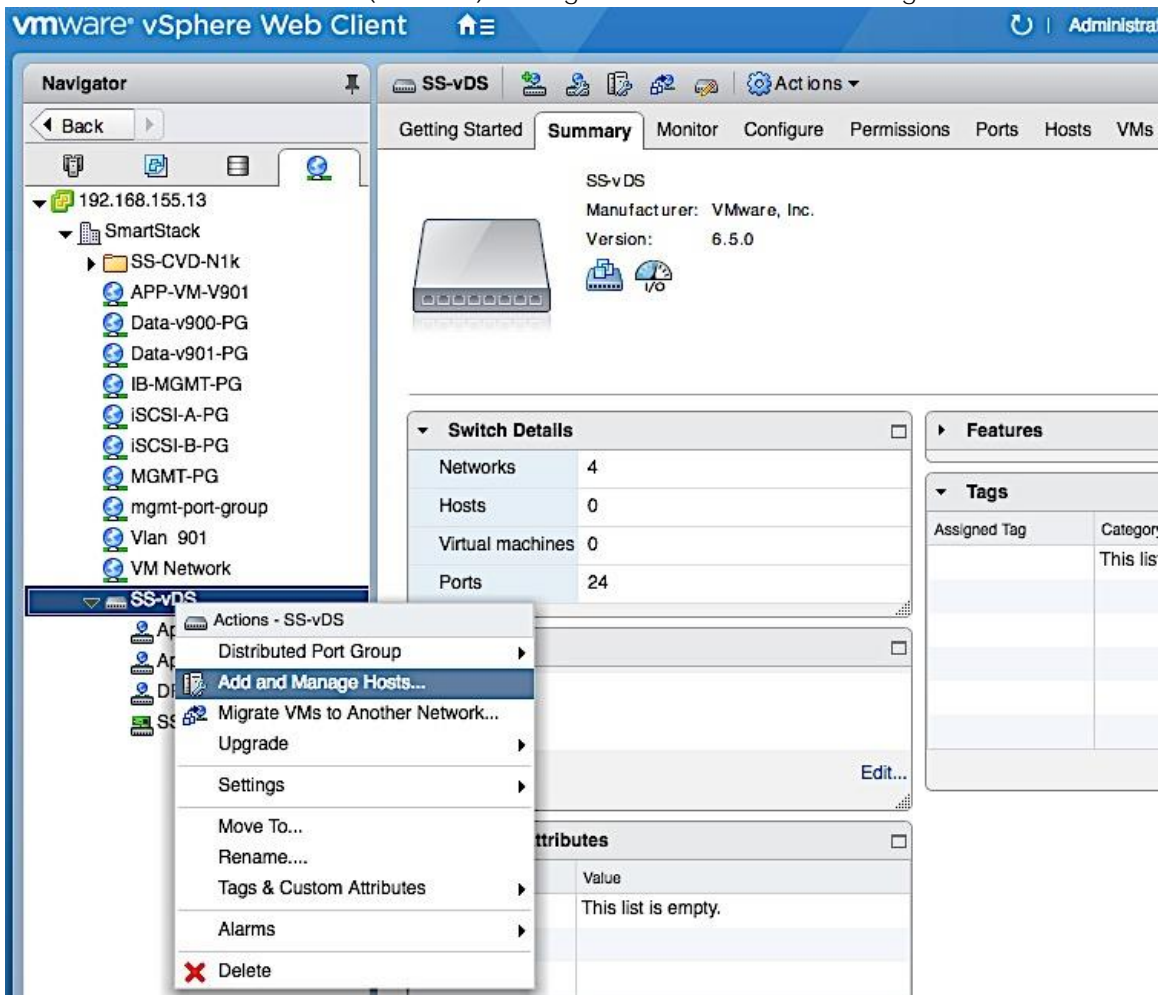 vmware® vSphere Web Client
Administrat
Navigator
Back
192.168.155.13
SmartStack
SS-CVD-N1k
APP-VM-V901
Data-v900-PG
Data-v901-PG
IB-MGMT-PG
iSCSI-A-PG
iSCSI-B-PG
MGMT-PG
mgmt-port-group
Vlan 901
VM Network
SS-vDS
Ap
Ap
DF
SS
Actions - SS-vDS
Distributed Port Group
Add and Manage Hosts...
Migrate VMs to Another Network...
Upgrade
Settings
Move To...
Rename....
Tags & Custom Attributes
Alarms
Delete
SS-vDS
Actions
Getting Started Summary Monitor Configure Permissions Ports Hosts VMs
SS-vDS
Manufacturer: VMware, Inc.
Version: 6.5.0
I/O
Switch Details
Networks 4
Hosts 0
Virtual machines 0
Ports 24
Edit...
ttributes
Value
This list is empty.
Features
Tags
Assigned Tag Category
This lis